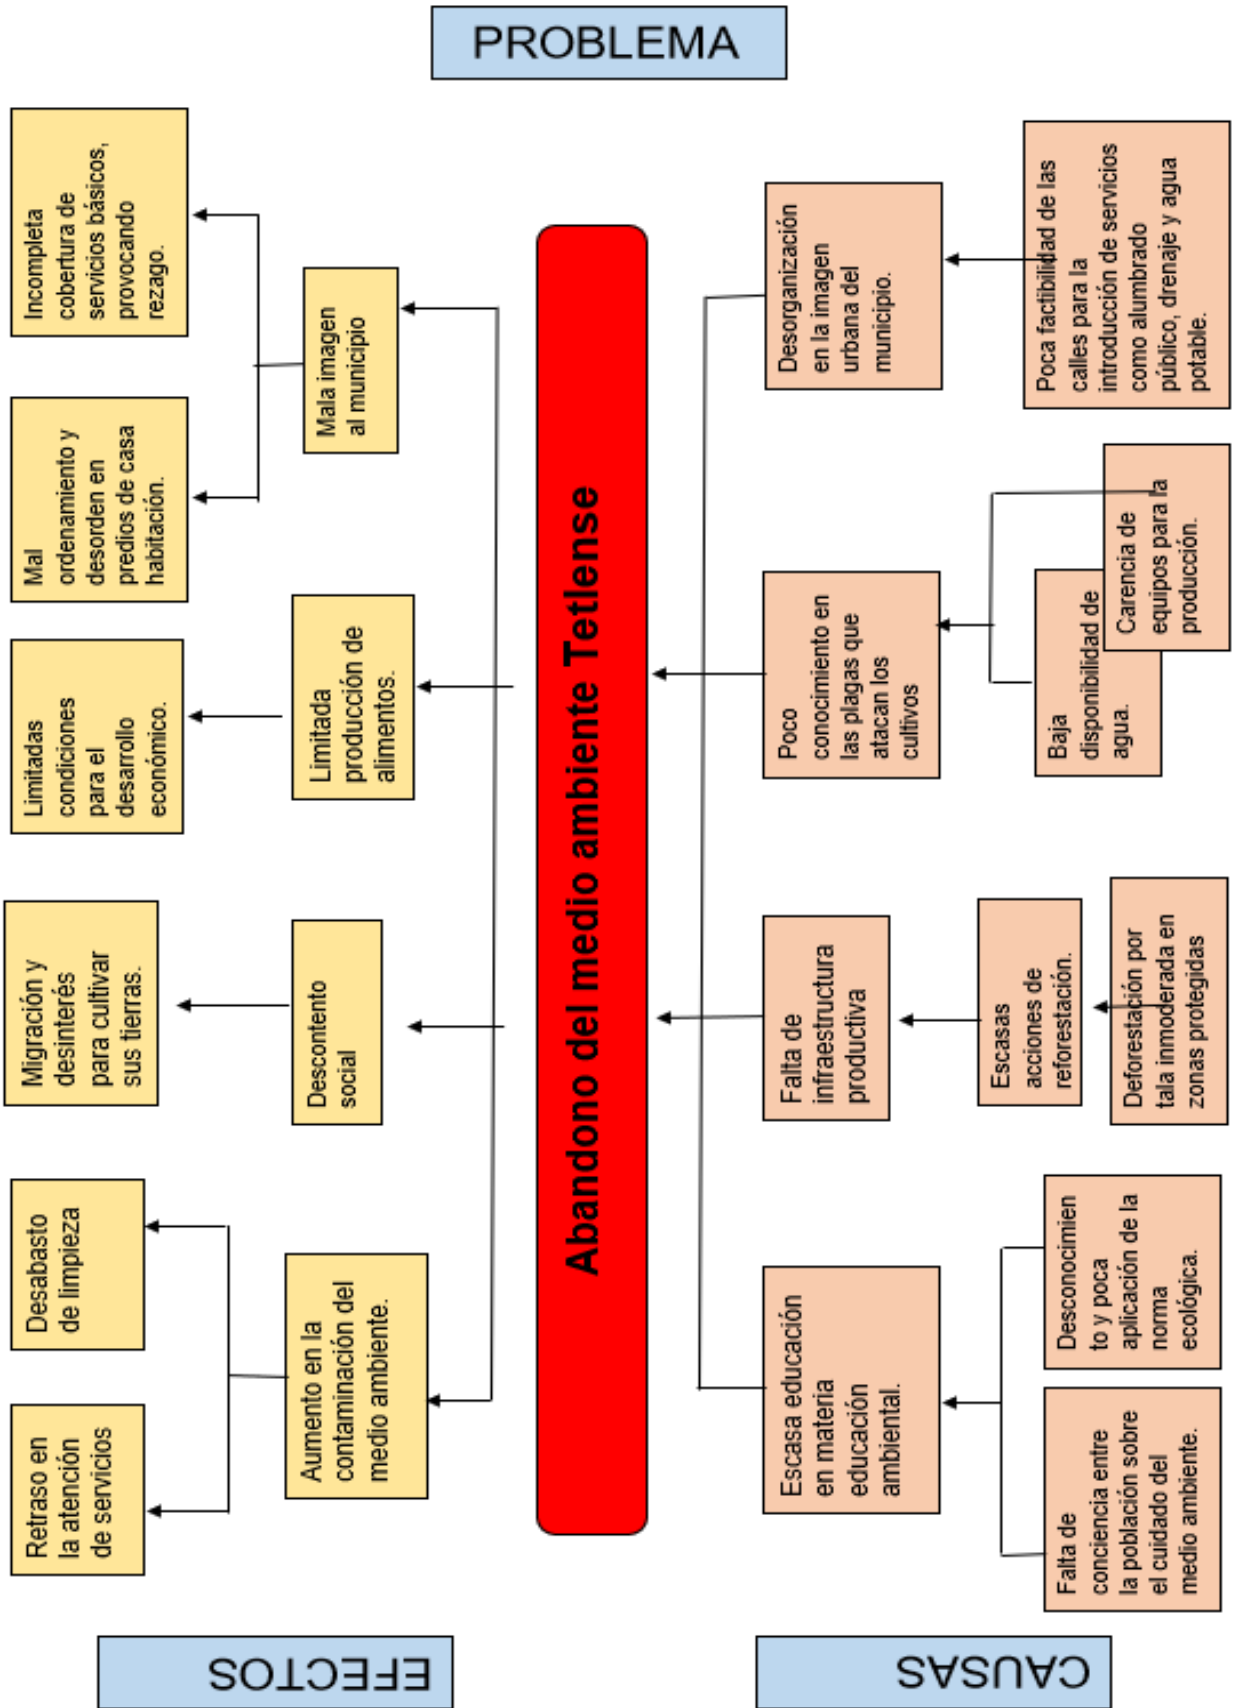 PROBLEMA
EFECTOS
Retraso en
la atención
de servicios
Desabasto
de limpieza
Migración y
desinterés
para cultivar
sus tierras.
Limitadas
condiciones
para el
desarrollo
económico.
Mal
ordenamiento y
desorden en
predios de casa
habitación.
Incompleta
cobertura de
servicios básicos,
provocando
rezago.
Aumento en la
contaminación del
medio ambiente.
Descontento
social
Limitada
producción de
alimentos.
Mala imagen
al municipio
Abandono del medio ambiente Tetlense
CAUSAS
Escasa educación
en materia
educación
ambiental.
Falta de
infraestructura
productiva
Poco
conocimiento en
las plagas que
atacan los
cultivos
Desorganización
en la imagen
urbana del
municipio.
Falta de
conciencia entre
la población sobre
el cuidado del
medio ambiente.
Desconocimien
to y poca
aplicación de la
norma
ecológica.
Escasas
acciones de
reforestación.
Deforestación por
tala inmoderada en
zonas protegidas
Baja
disponibilidad de
agua.
Carencia de
equipos para la
producción.
Poca factibilidad de las
calles para la
introducción de servicios
como alumbrado
público, drenaje y agua
potable.